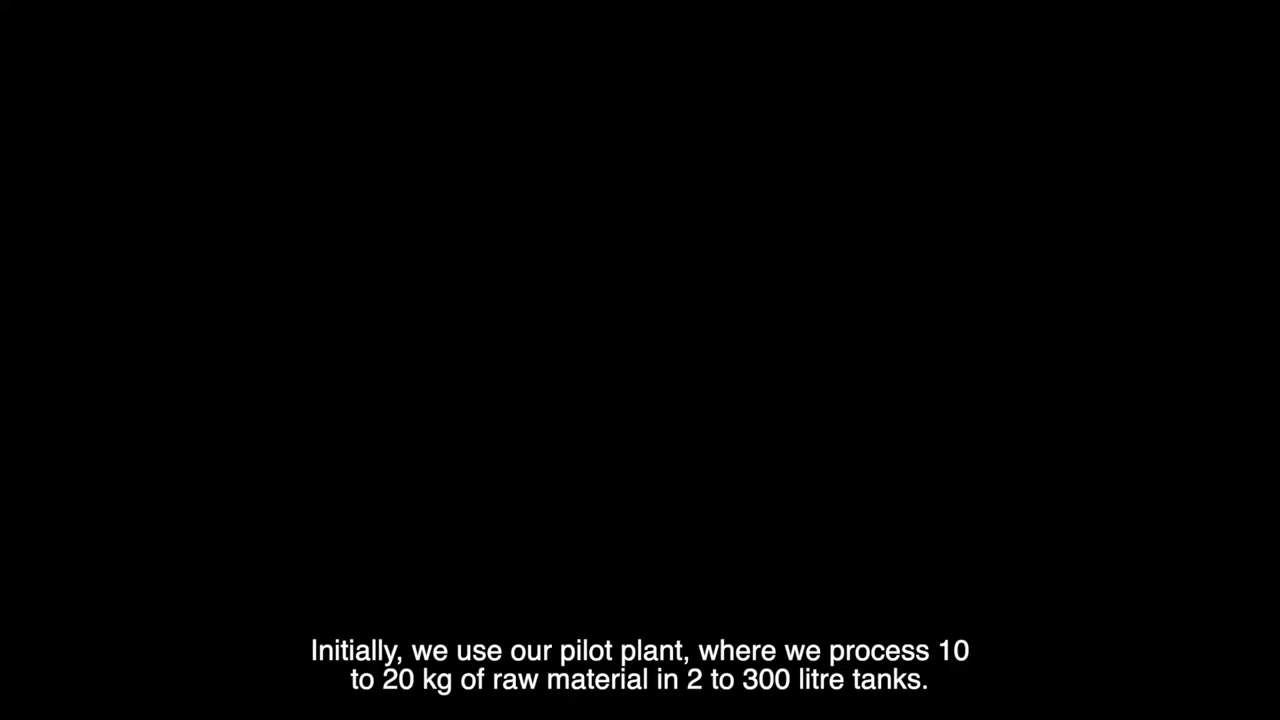 Initially, we use our pilot plant, where we process 10
to 20 kg of raw material in 2 to 300 litre tanks.